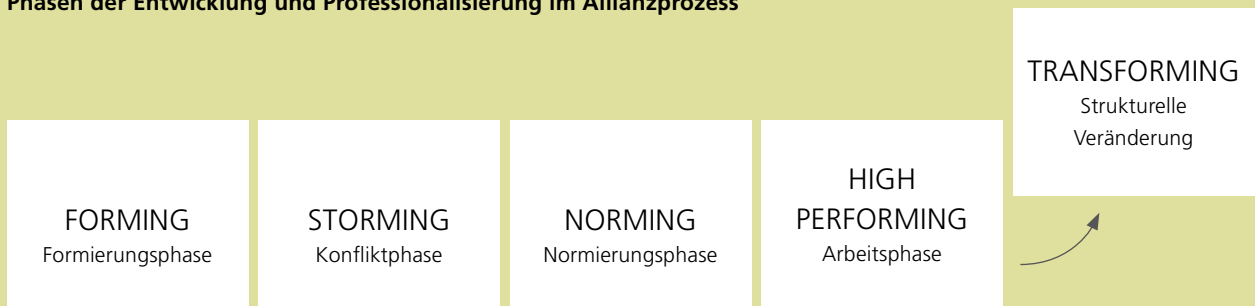 Phasen der Entwicklung und Professionalisierung im Allianzprozess
FORMING
Formierungsphase
STORMING
Konfliktphase
NORMING
Normierungsphase
HIGH
PERFORMING
Arbeitsphase
TRANSFORMING
Strukturelle
Veränderung